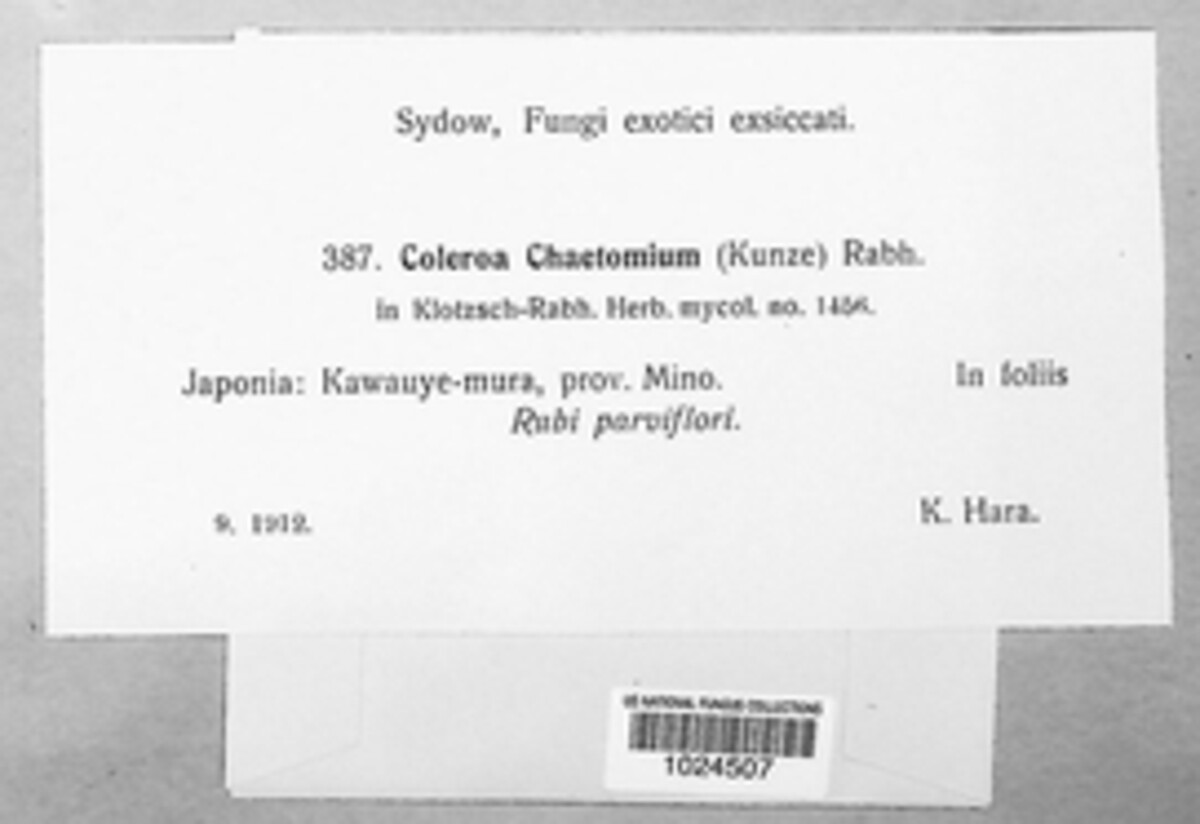 Sydow, Fungi exotici exsiccati.
387. Coleroa Chaetomium (Kunze) Rabh.
in Klotzsch-Rabh. Herb. mycol. no. 1456.
Japonia: Kawauye-mura, prov. Mino. In foliis
Rubi parviflori.
9. 1912. K. Hara.
US NATIONAL FUNGUS COLLECTIONS
1024507